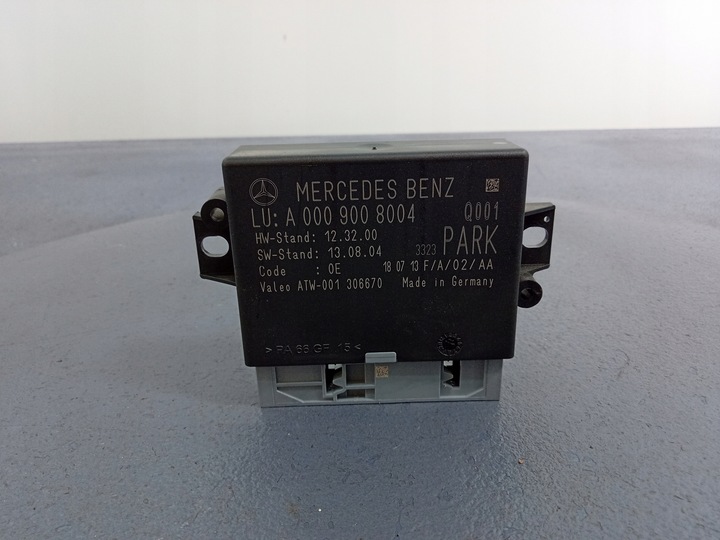 MERCEDES BENZ
LU: A 000 900 8004 Q001
HW-Stand: 12.32.00
SW-Stand: 13.08.04 3323 PARK
Code : 0E 18 07 13 F/A/02/AA
Valeo ATW-001 306670 Made in Germany
>PA 66 GF 15<